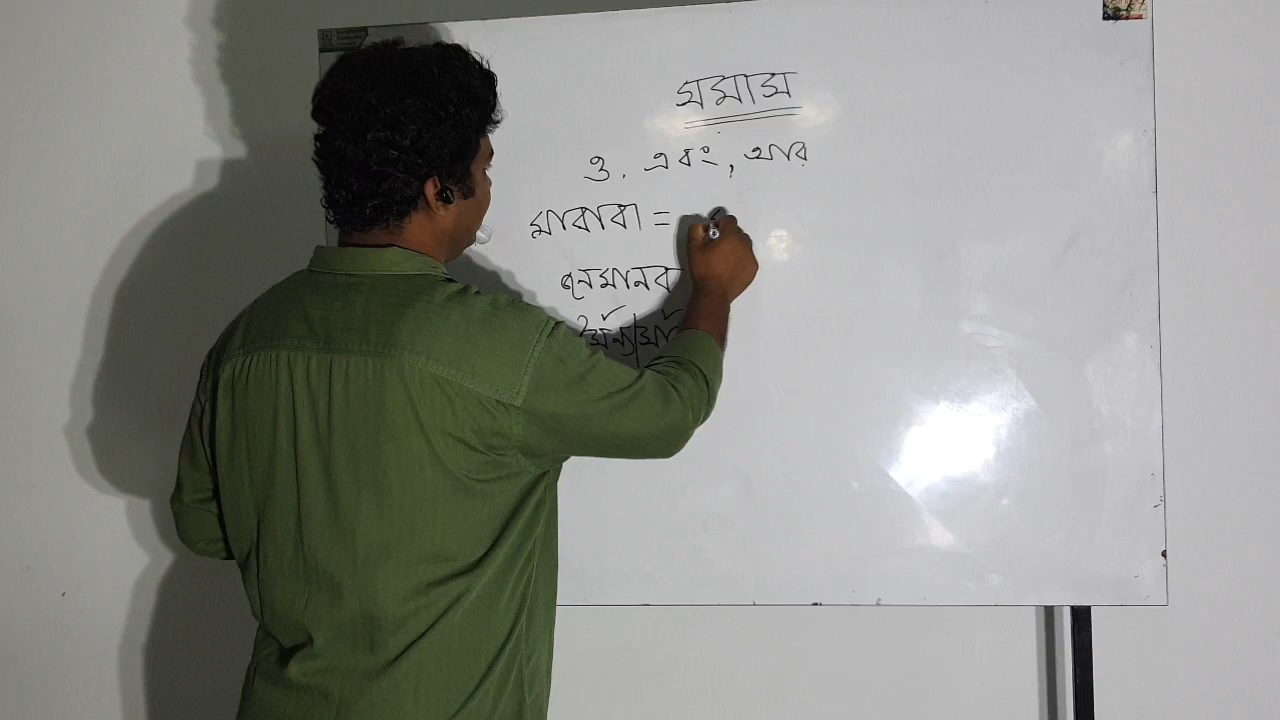 সমাস
ও. এবং, আর
মাবাবা =
জনমানব